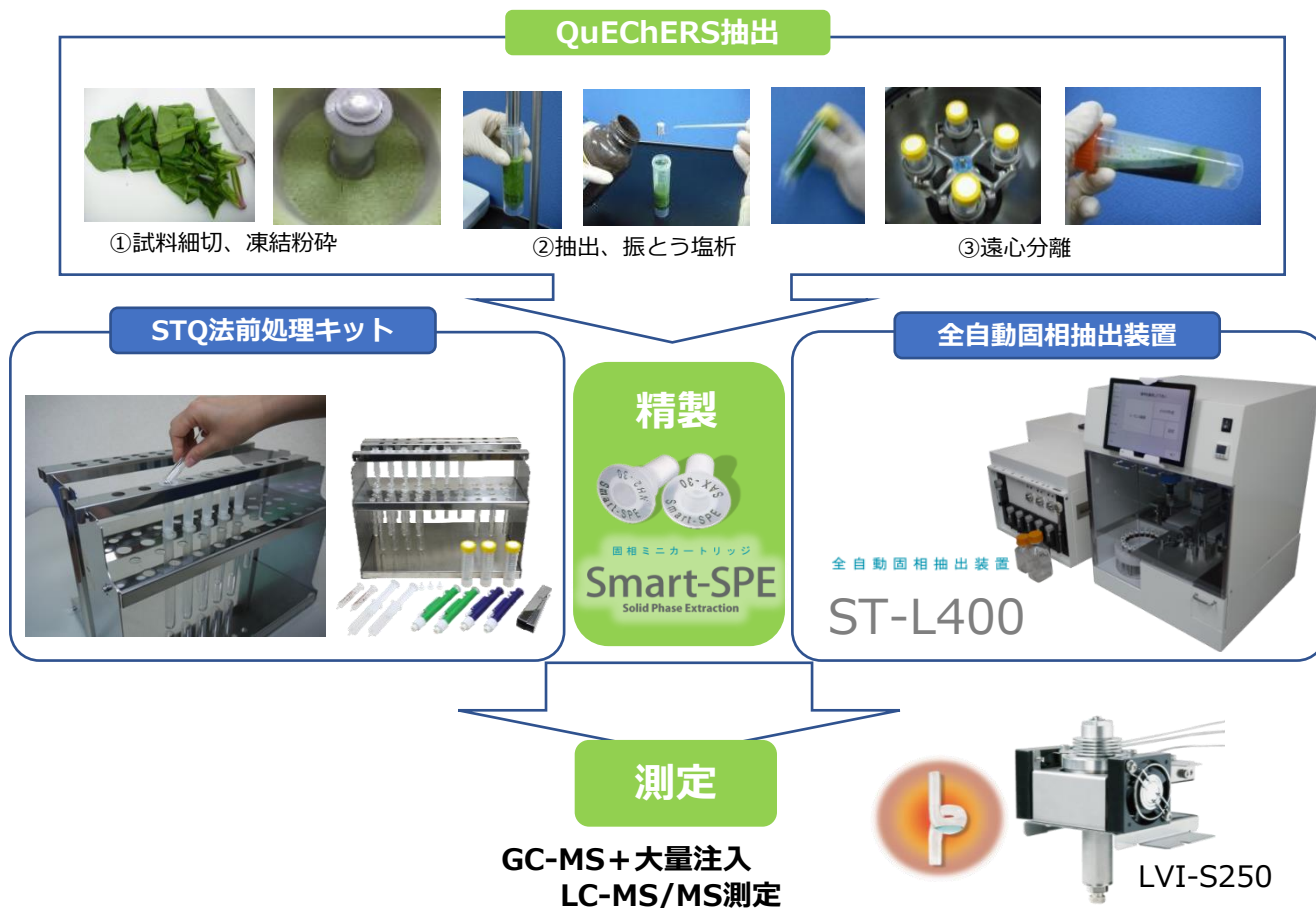 QuEChERS抽出
①試料細切、凍結粉砕
②抽出、振とう塩析
③遠心分離
STQ法前処理キット
精製
Smart-SPE
NH2-30
SAX-30
Smart-SPE
固相ミニカートリッジ
Smart-SPE
Solid Phase Extraction
全自動固相抽出装置
全自動固相抽出装置
ST-L400
測定
GC-MS+大量注入
LC-MS/MS測定
LVI-S250